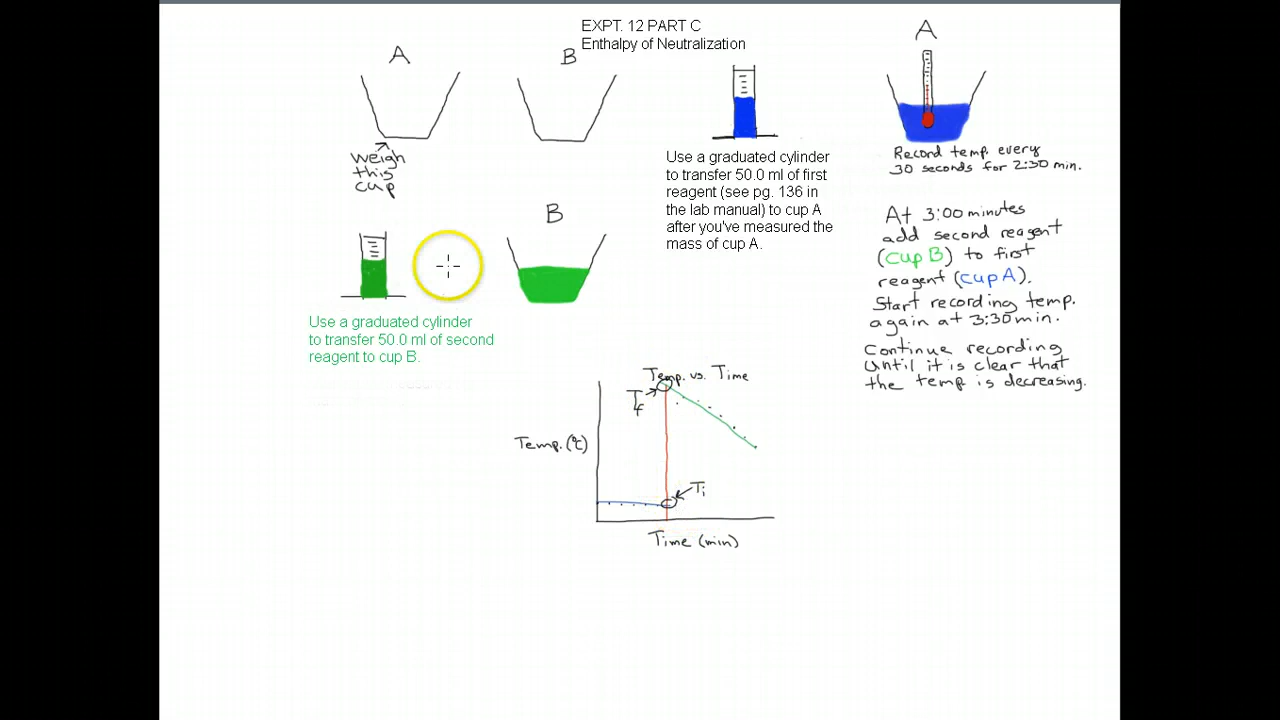 EXPT. 12 PART C
Enthalpy of Neutralization
A
B
Weigh
this
cup
Use a graduated cylinder
to transfer 50.0 ml of first
reagent (see pg. 136 in
the lab manual) to cup A
after you've measured the
mass of cup A.
A
Record temp. every
30 seconds for 2:30 min.
At 3:00 minutes
add second reagent
(cup B) to first
reagent (cup A).
Start recording temp.
again at 3:30 min.
Continue recording
until it is clear that
the temp is decreasing.
B
Use a graduated cylinder
to transfer 50.0 ml of second
reagent to cup B.
Temp. vs. Time
Tf
Temp. (°C)
Ti
Time (min)